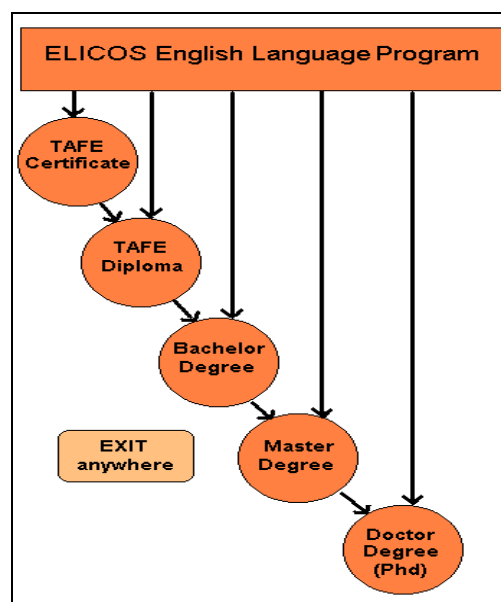 ELICOS English Language Program
TAFE
Certificate
TAFE
Diploma
Bachelor
Degree
EXIT
anywhere
Master
Degree
Doctor
Degree
(Phd)